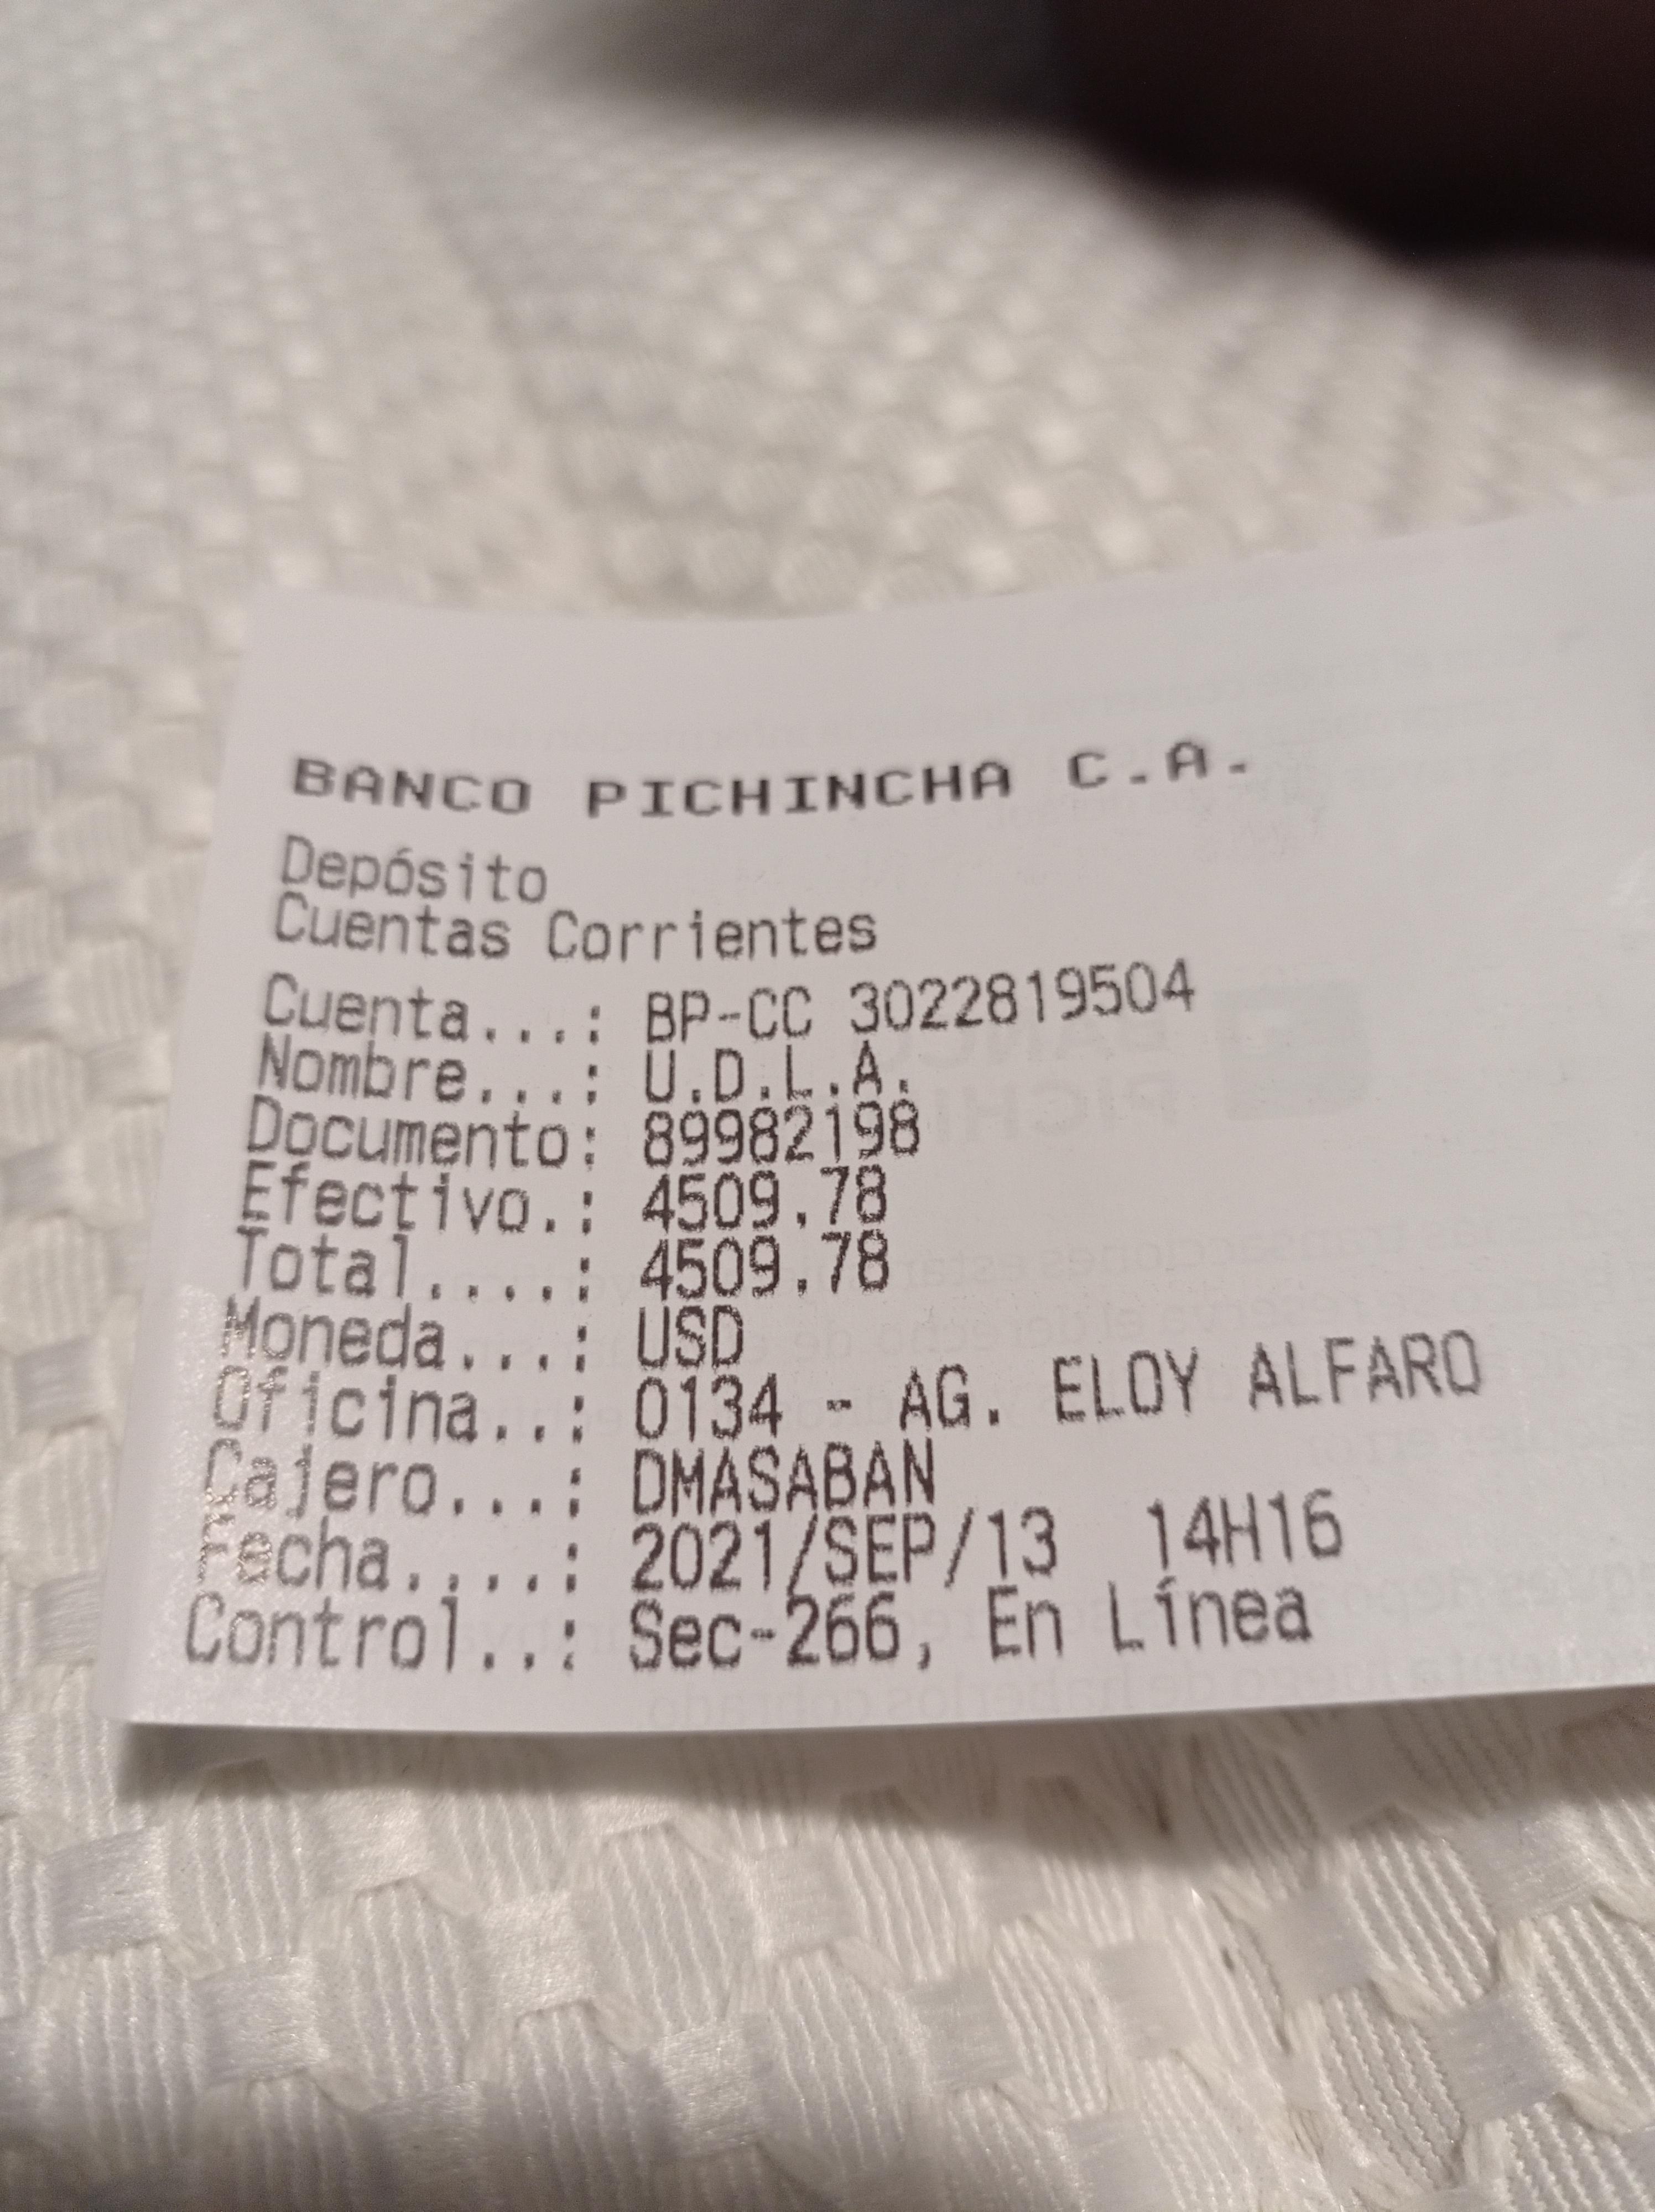 BANCO PICHINCHA C.A.
Depósito
Cuentas Corrientes
Cuenta...: BP-CC 3022819504
Nombre...: U.D.L.A.
Documento: 89982198
Efectivo.: 4509.78
Total....: 4509.78
Moneda...: USD
Oficina..: 0134 - AG. ELOY ALFARO
Cajero...: DMASABAN
Fecha....: 2021/SEP/13 14H16
Control..: Sec-266, En Línea